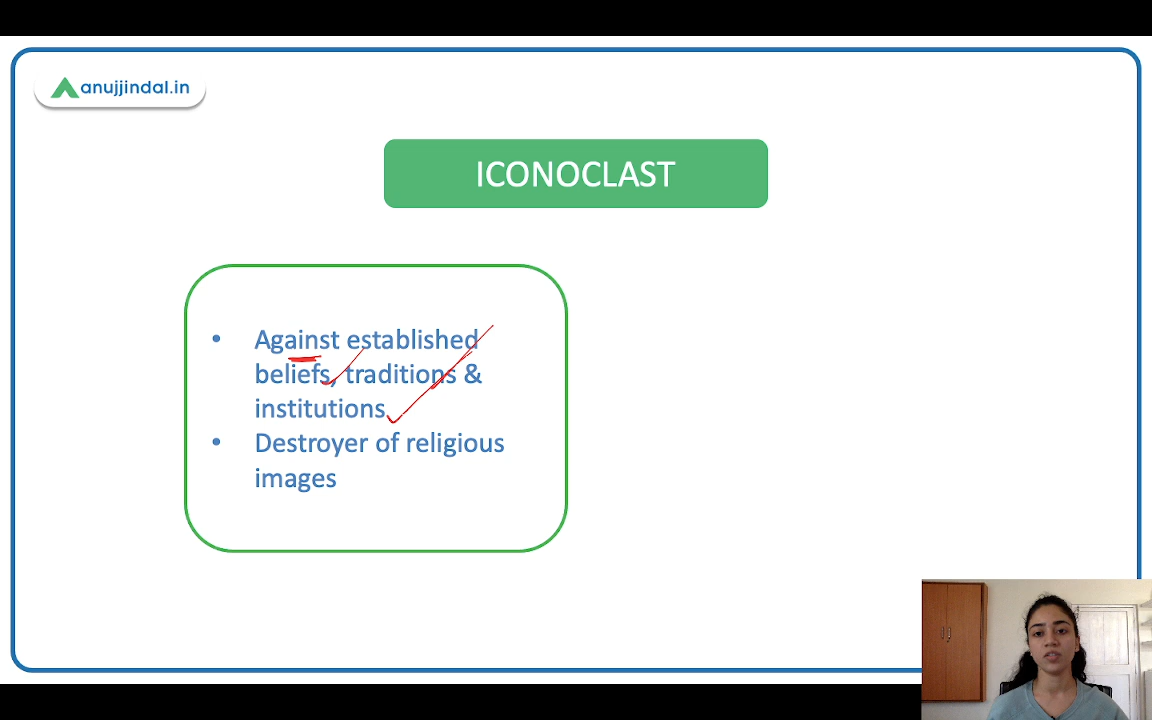 anujjindal.in
ICONOCLAST
• Against established
beliefs, traditions &
institutions.
• Destroyer of religious
images